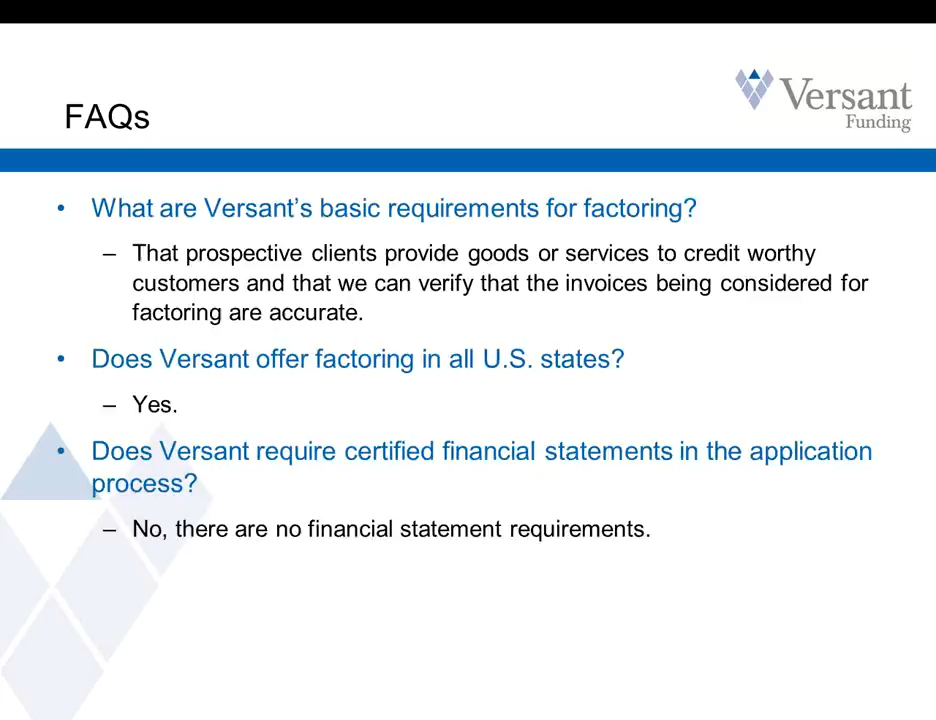 Versant
Funding
FAQs
• What are Versant’s basic requirements for factoring?
– That prospective clients provide goods or services to credit worthy
customers and that we can verify that the invoices being considered for
factoring are accurate.
• Does Versant offer factoring in all U.S. states?
– Yes.
• Does Versant require certified financial statements in the application
process?
– No, there are no financial statement requirements.